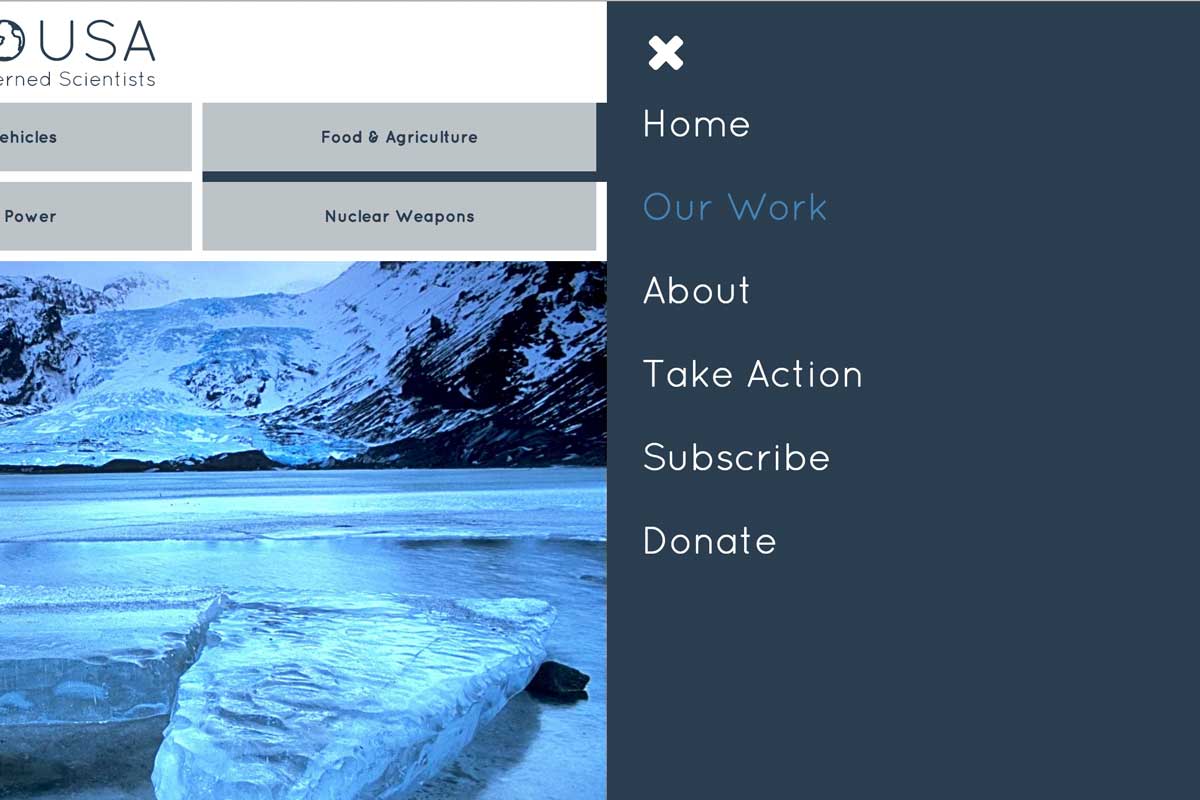 USA
erned Scientists
ehicles
Food & Agriculture
Power
Nuclear Weapons
Home
Our Work
About
Take Action
Subscribe
Donate